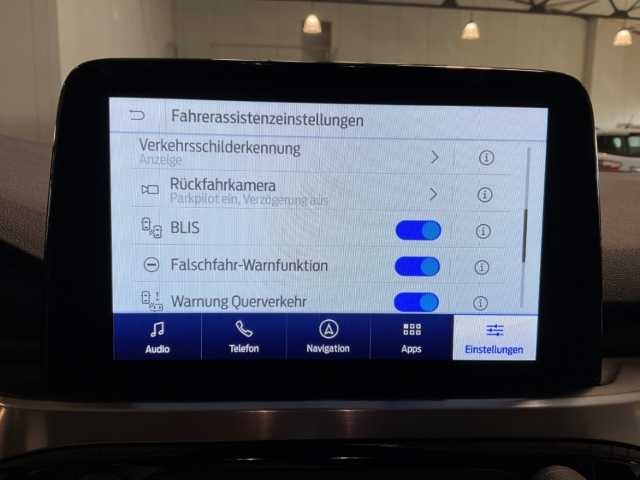 Fahrerassistenzeinstellungen
Verkehrsschilderkennung
Anzeige
Rückfahrkamera
Parkpilot ein, Verzögerung aus
BLIS
Falschfahr-Warnfunktion
Warnung Querverkehr
Audio
Telefon
Navigation
Apps
Einstellungen